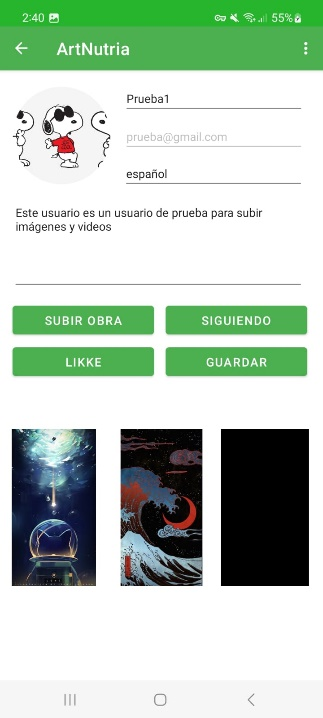 2:40 55%
ArtNutria
Prueba1
prueba@gmail.com
español
Este usuario es un usuario de prueba para subir
imágenes y videos
SUBIR OBRA SIGUIENDO
LIKKE GUARDAR